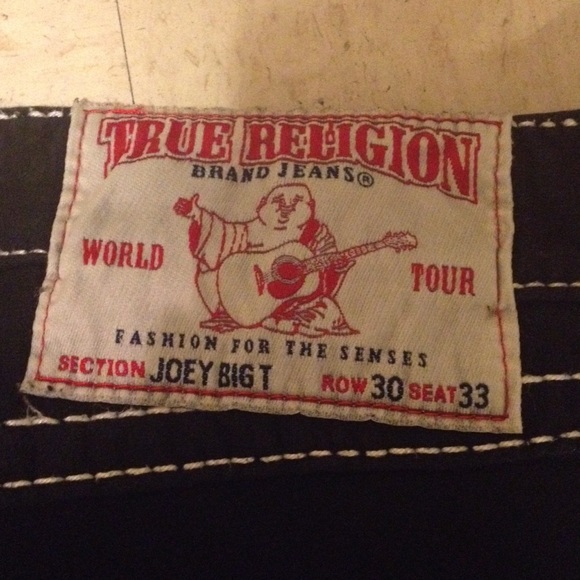 TRUE RELIGION
BRAND JEANS®
WORLD TOUR
FASHION FOR THE SENSES
SECTION JOEY BIG T ROW 30 SEAT 33